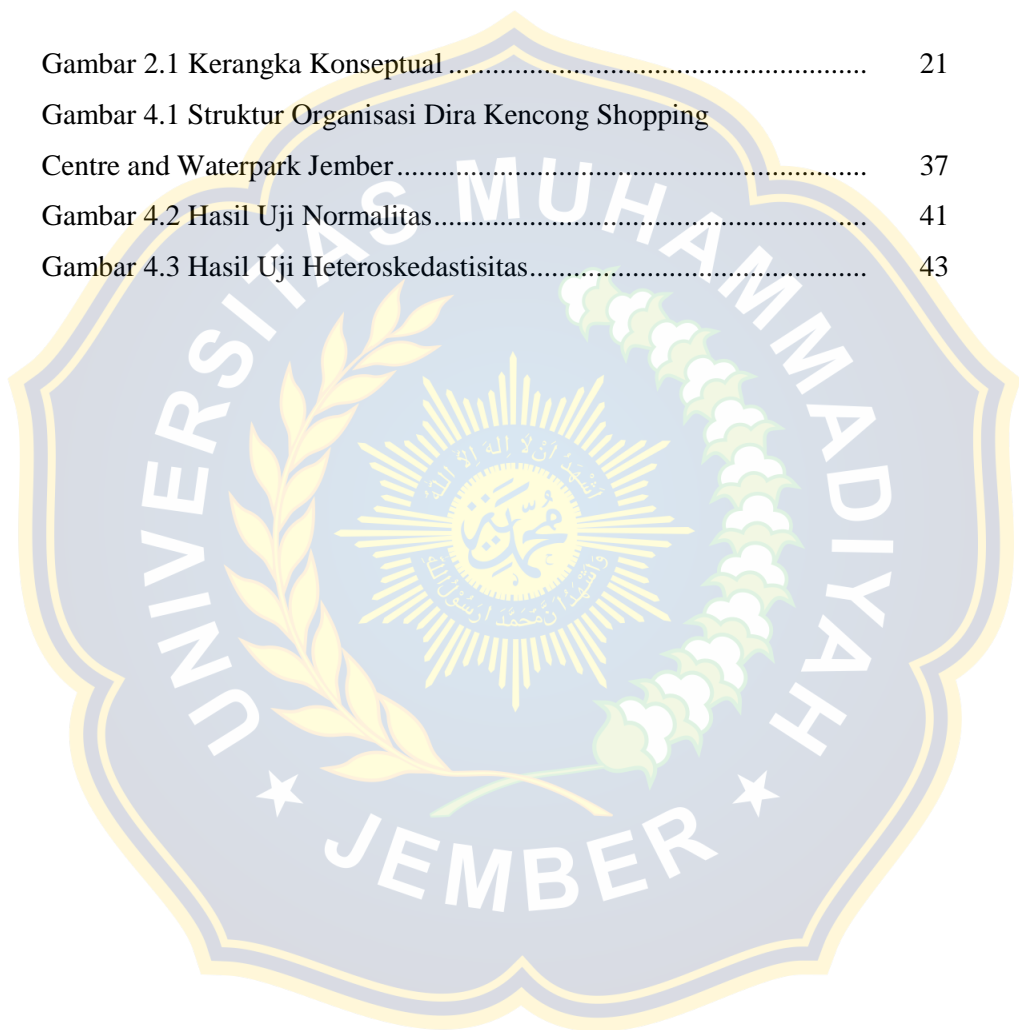 Gambar 2.1 Kerangka Konseptual ........................................................ 21
Gambar 4.1 Struktur Organisasi Dira Kencong Shopping
Centre and Waterpark Jember ............................................................... 37
Gambar 4.2 Hasil Uji Normalitas .......................................................... 41
Gambar 4.3 Hasil Uji Heteroskedastisitas ............................................. 43
UNIVERSITAS MUHAMMADIYAH
JEMBER